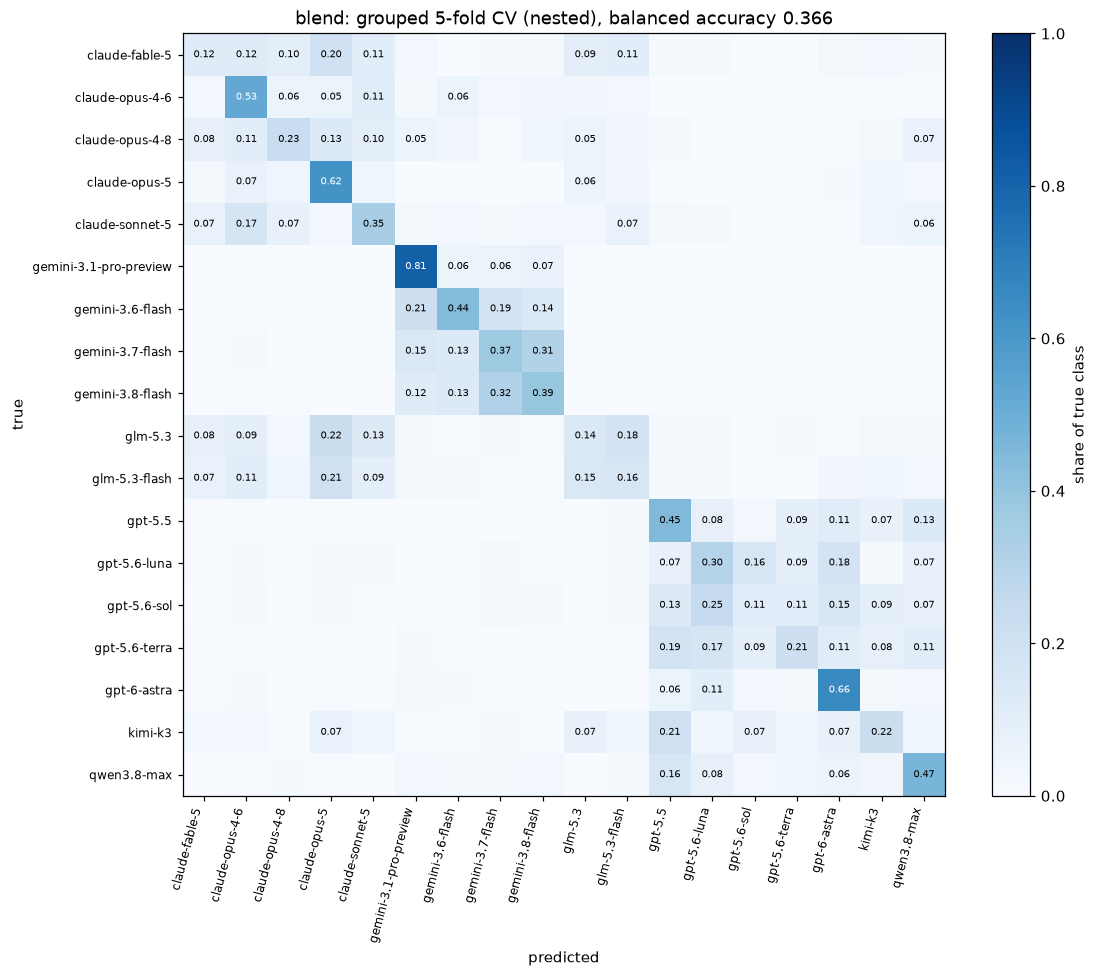 blend: grouped 5-fold CV (nested), balanced accuracy 0.366
claude-fable-5 0.12 0.12 0.10 0.20 0.11 0.09 0.11
claude-opus-4-6 0.53 0.06 0.05 0.11 0.06
claude-opus-4-8 0.08 0.11 0.23 0.13 0.10 0.05 0.05 0.07
claude-opus-5 0.07 0.62 0.06
claude-sonnet-5 0.07 0.17 0.07 0.35 0.07 0.06
gemini-3.1-pro-preview 0.81 0.06 0.06 0.07
gemini-3.6-flash 0.21 0.44 0.19 0.14
gemini-3.7-flash 0.15 0.13 0.37 0.31
gemini-3.8-flash 0.12 0.13 0.32 0.39
glm-5.3 0.08 0.09 0.22 0.13 0.14 0.18
glm-5.3-flash 0.07 0.11 0.21 0.09 0.15 0.16
gpt-5.5 0.45 0.08 0.09 0.11 0.07 0.13
gpt-5.6-luna 0.07 0.30 0.16 0.09 0.18 0.07
gpt-5.6-sol 0.13 0.25 0.11 0.11 0.15 0.09 0.07
gpt-5.6-terra 0.19 0.17 0.09 0.21 0.11 0.08 0.11
gpt-6-astra 0.06 0.11 0.66
kimi-k3 0.07 0.07 0.21 0.07 0.07 0.22
qwen3.8-max 0.16 0.08 0.06 0.47
true
claude-fable-5
claude-opus-4-6
claude-opus-4-8
claude-opus-5
claude-sonnet-5
gemini-3.1-pro-preview
gemini-3.6-flash
gemini-3.7-flash
gemini-3.8-flash
glm-5.3
glm-5.3-flash
gpt-5.5
gpt-5.6-luna
gpt-5.6-sol
gpt-5.6-terra
gpt-6-astra
kimi-k3
qwen3.8-max
predicted
1.0
0.8
0.6
0.4
0.2
0.0
share of true class